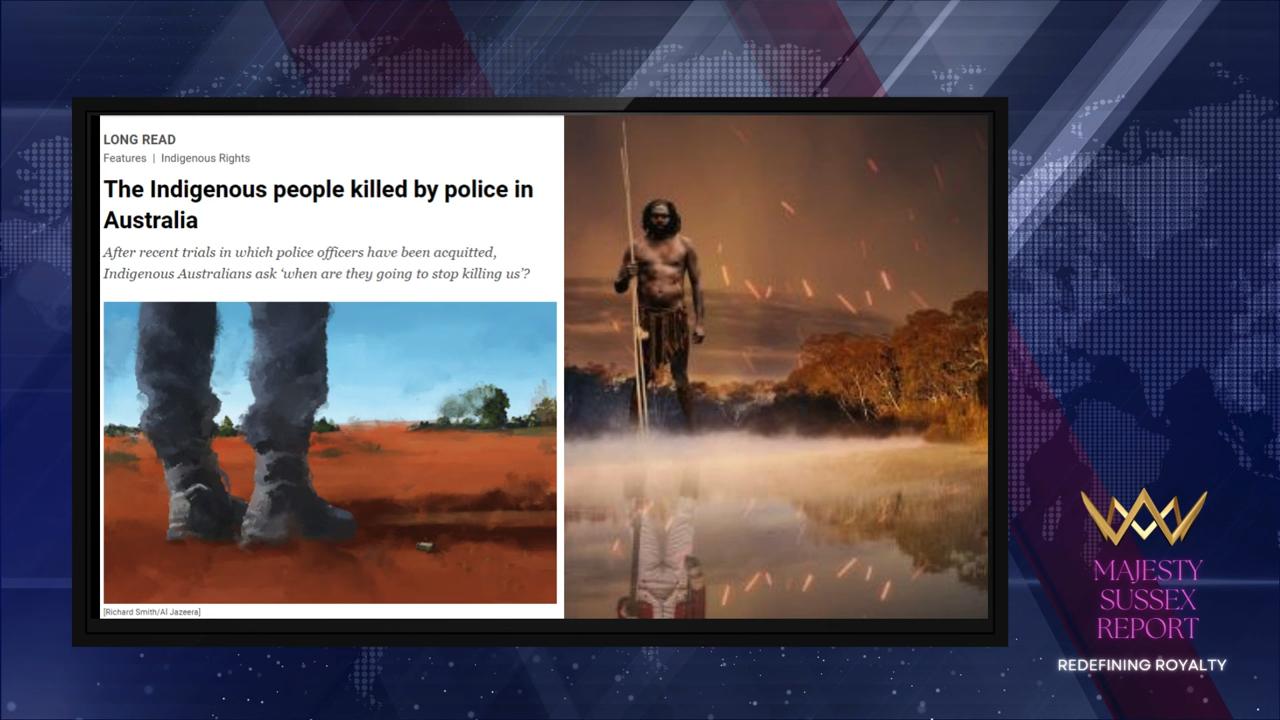 LONG READ
Features | Indigenous Rights
The Indigenous people killed by police in
Australia
After recent trials in which police officers have been acquitted,
Indigenous Australians ask ‘when are they going to stop killing us’?
[Richard Smith/Al Jazeera]
MAJESTY
SUSSEX
REPORT
REDEFINING ROYALTY